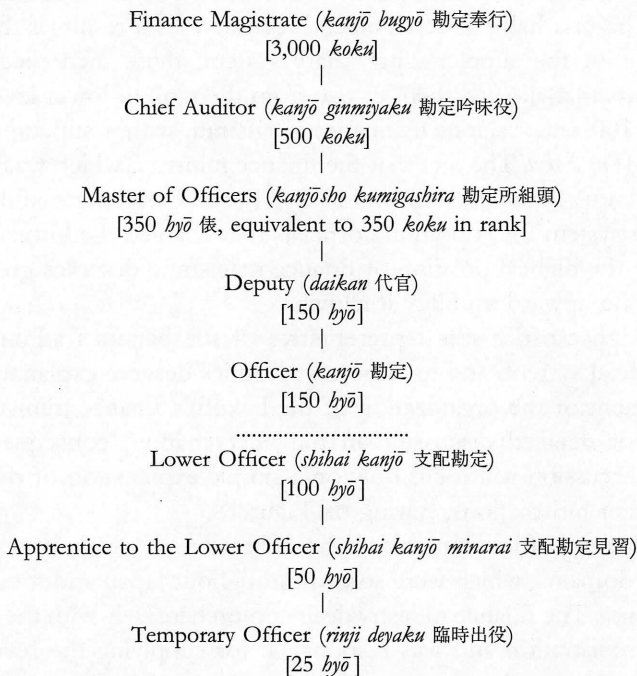 Finance Magistrate (kanjō bugyō 勘定奉行)
[3,000 koku]
Chief Auditor (kanjō ginmiyaku 勘定吟味役)
[500 koku]
Master of Officers (kanjōsho kumigashira 勘定所組頭)
[350 hyō 俵, equivalent to 350 koku in rank]
Deputy (daikan 代官)
[150 hyō]
Officer (kanjō 勘定)
[150 hyō]
Lower Officer (shihai kanjō 支配勘定)
[100 hyō]
Apprentice to the Lower Officer (shihai kanjō minarai 支配勘定見習)
[50 hyō]
Temporary Officer (rinji deyaku 臨時出役)
[25 hyō]